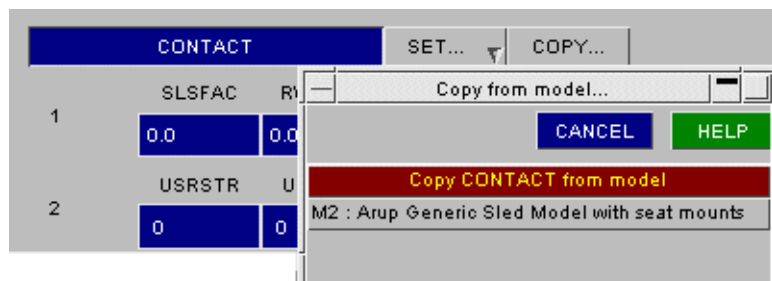 CONTACT SET... COPY...
SLSFAC Copy from model...
1
0.0 0.0 CANCEL HELP
USRSTR U Copy CONTACT from model
2 M2 : Arup Generic Sled Model with seat mounts
0 0